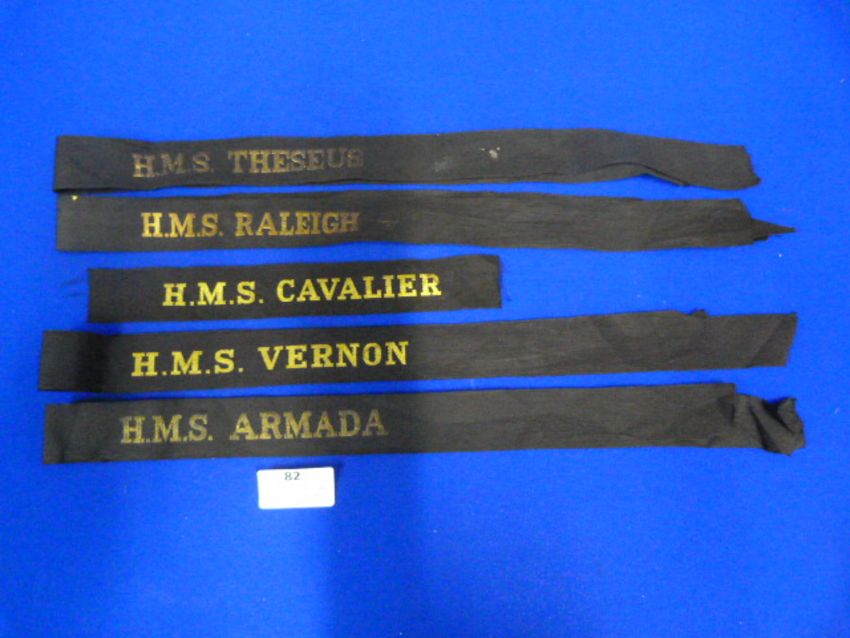 H.M.S. THESEUS
H.M.S. RALEIGH
H.M.S. CAVALIER
H.M.S. VERNON
H.M.S. ARMADA
82